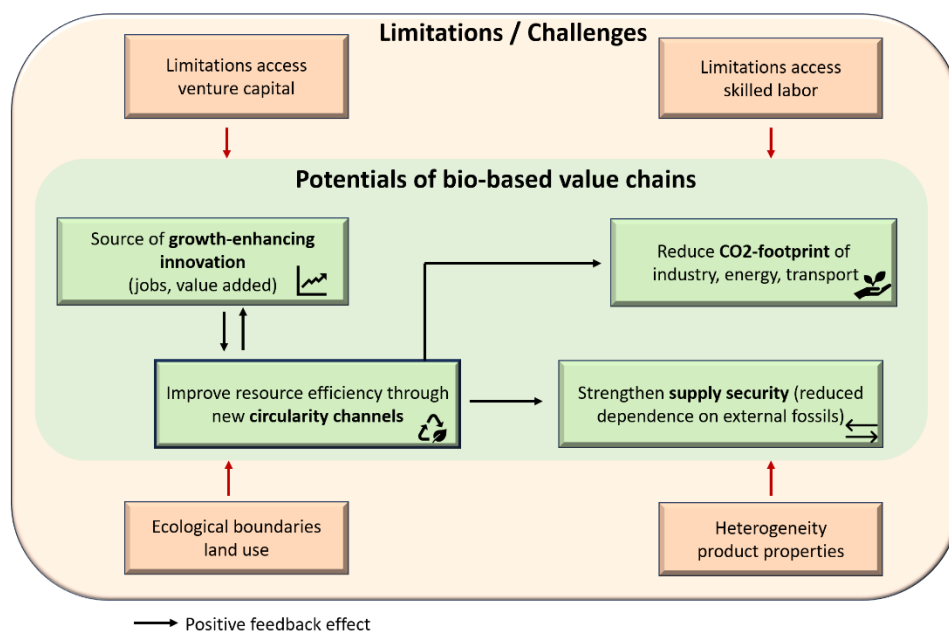 Limitations / Challenges
Limitations access
venture capital
Limitations access
skilled labor
Potentials of bio-based value chains
Source of growth-enhancing
innovation
(jobs, value added)
Reduce CO2-footprint of
industry, energy, transport
Improve resource efficiency through
new circularity channels
Strengthen supply security (reduced
dependence on external fossils)
Ecological boundaries
land use
Heterogeneity
product properties
Positive feedback effect